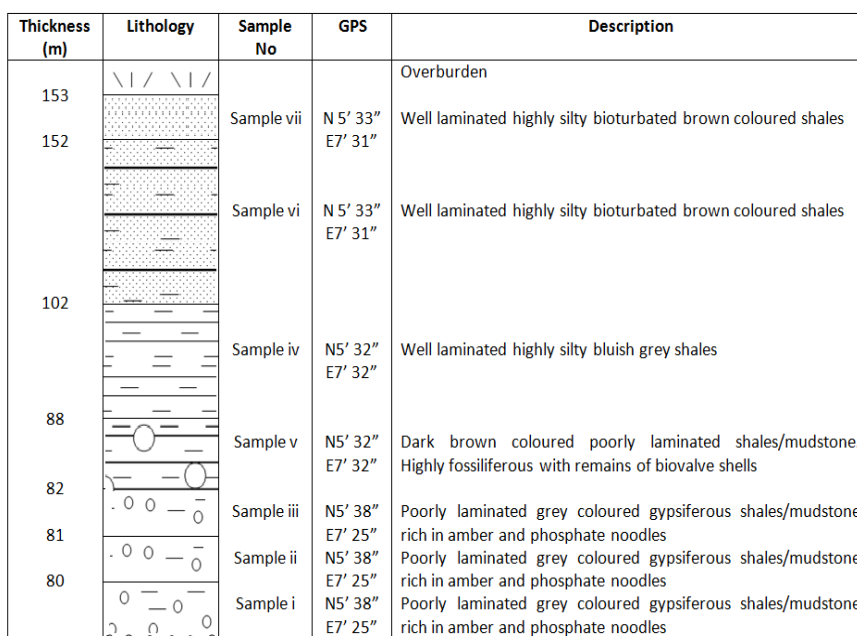 Thickness (m) Lithology Sample No GPS Description
Overburden
153
Sample vii N 5' 33” Well laminated highly silty bioturbated brown coloured shales
152 E7' 31”
Sample vi N 5' 33” Well laminated highly silty bioturbated brown coloured shales
E7' 31”
102
Sample iv N5' 32” Well laminated highly silty bluish grey shales
E7' 32”
88
Sample v N5' 32” Dark brown coloured poorly laminated shales/mudstone
E7' 32” Highly fossiliferous with remains of biovalve shells
82
Sample iii N5' 38” Poorly laminated grey coloured gypsiferous shales/mudstone
81 E7' 25” rich in amber and phosphate noodles
Sample ii N5' 38” Poorly laminated grey coloured gypsiferous shales/mudstone
80 E7' 25” rich in amber and phosphate noodles
Sample i N5' 38” Poorly laminated grey coloured gypsiferous shales/mudstone
E7' 25” rich in amber and phosphate noodles